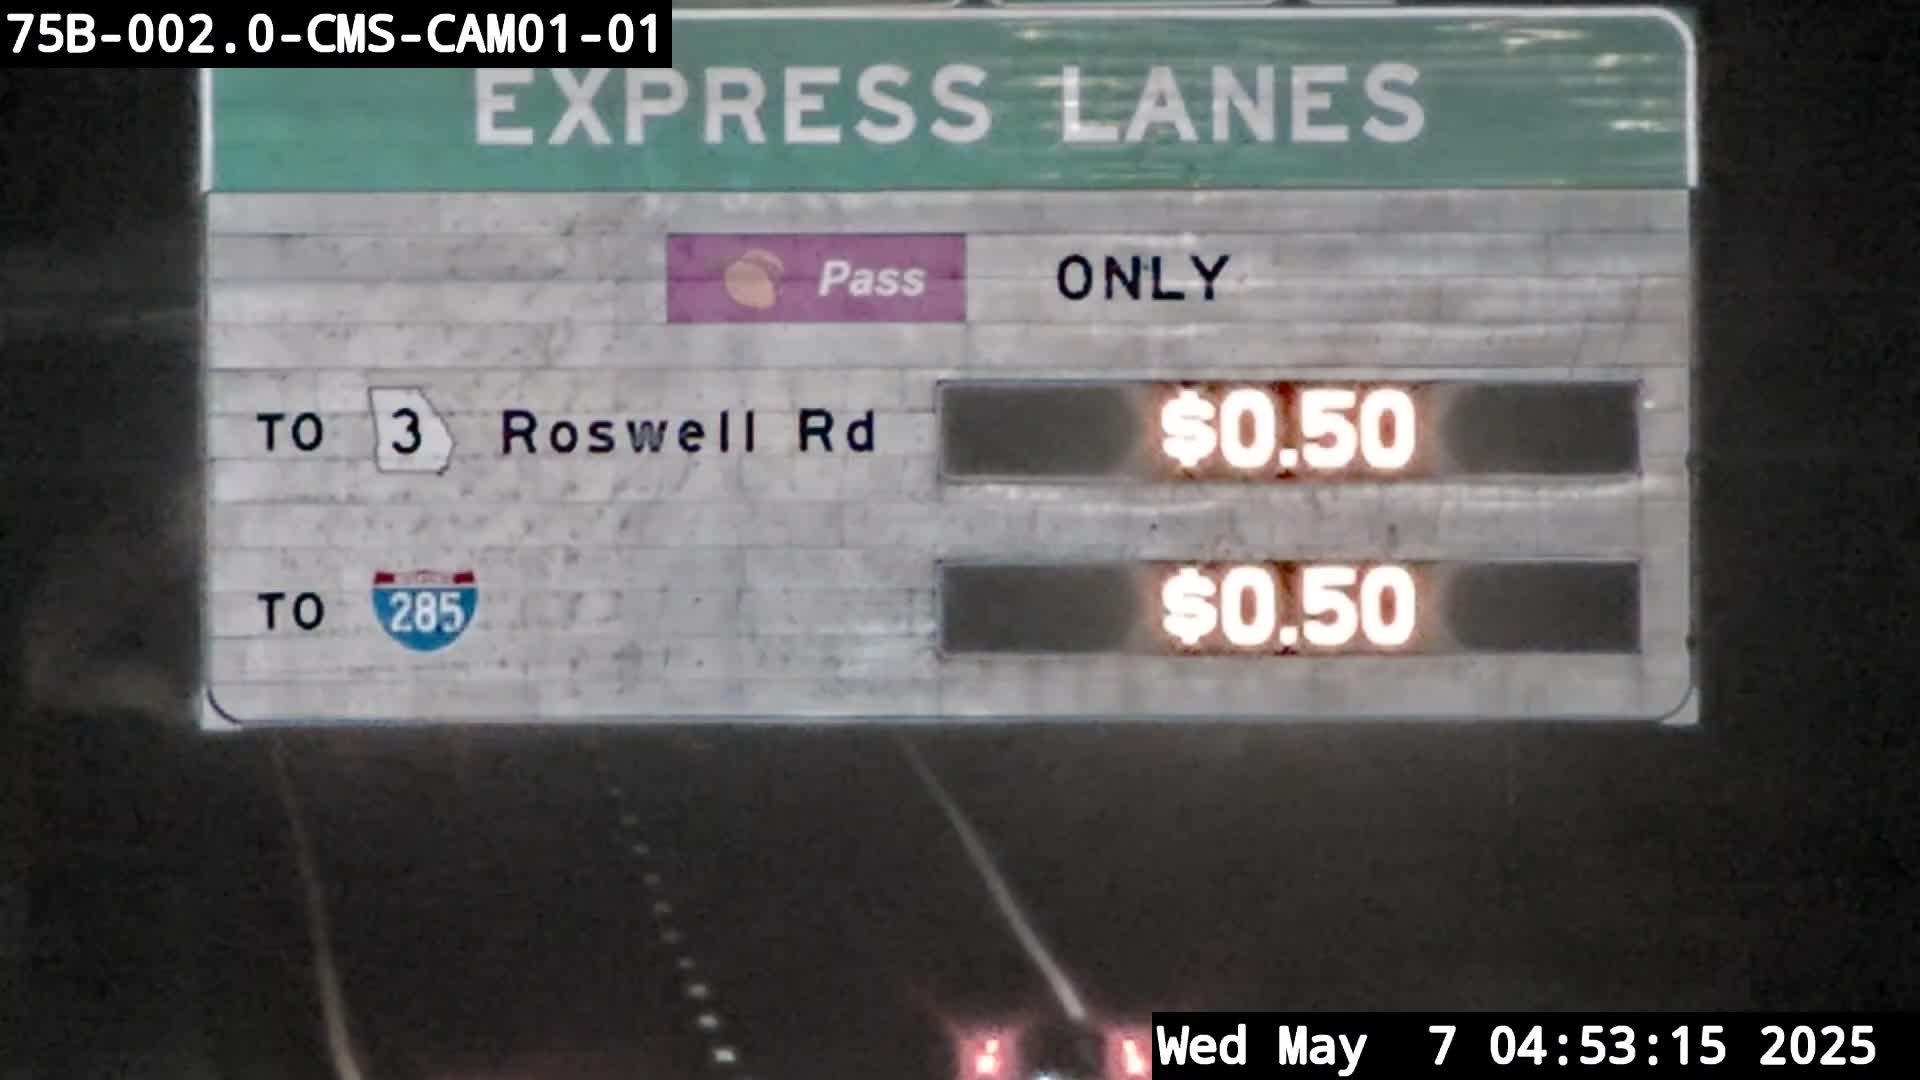 75B-002.0-CMS-CAM01-01
EXPRESS LANES
Pass ONLY
TO 3 Roswell Rd $0.50
TO 285 $0.50
Wed May 7 04:53:15 2025